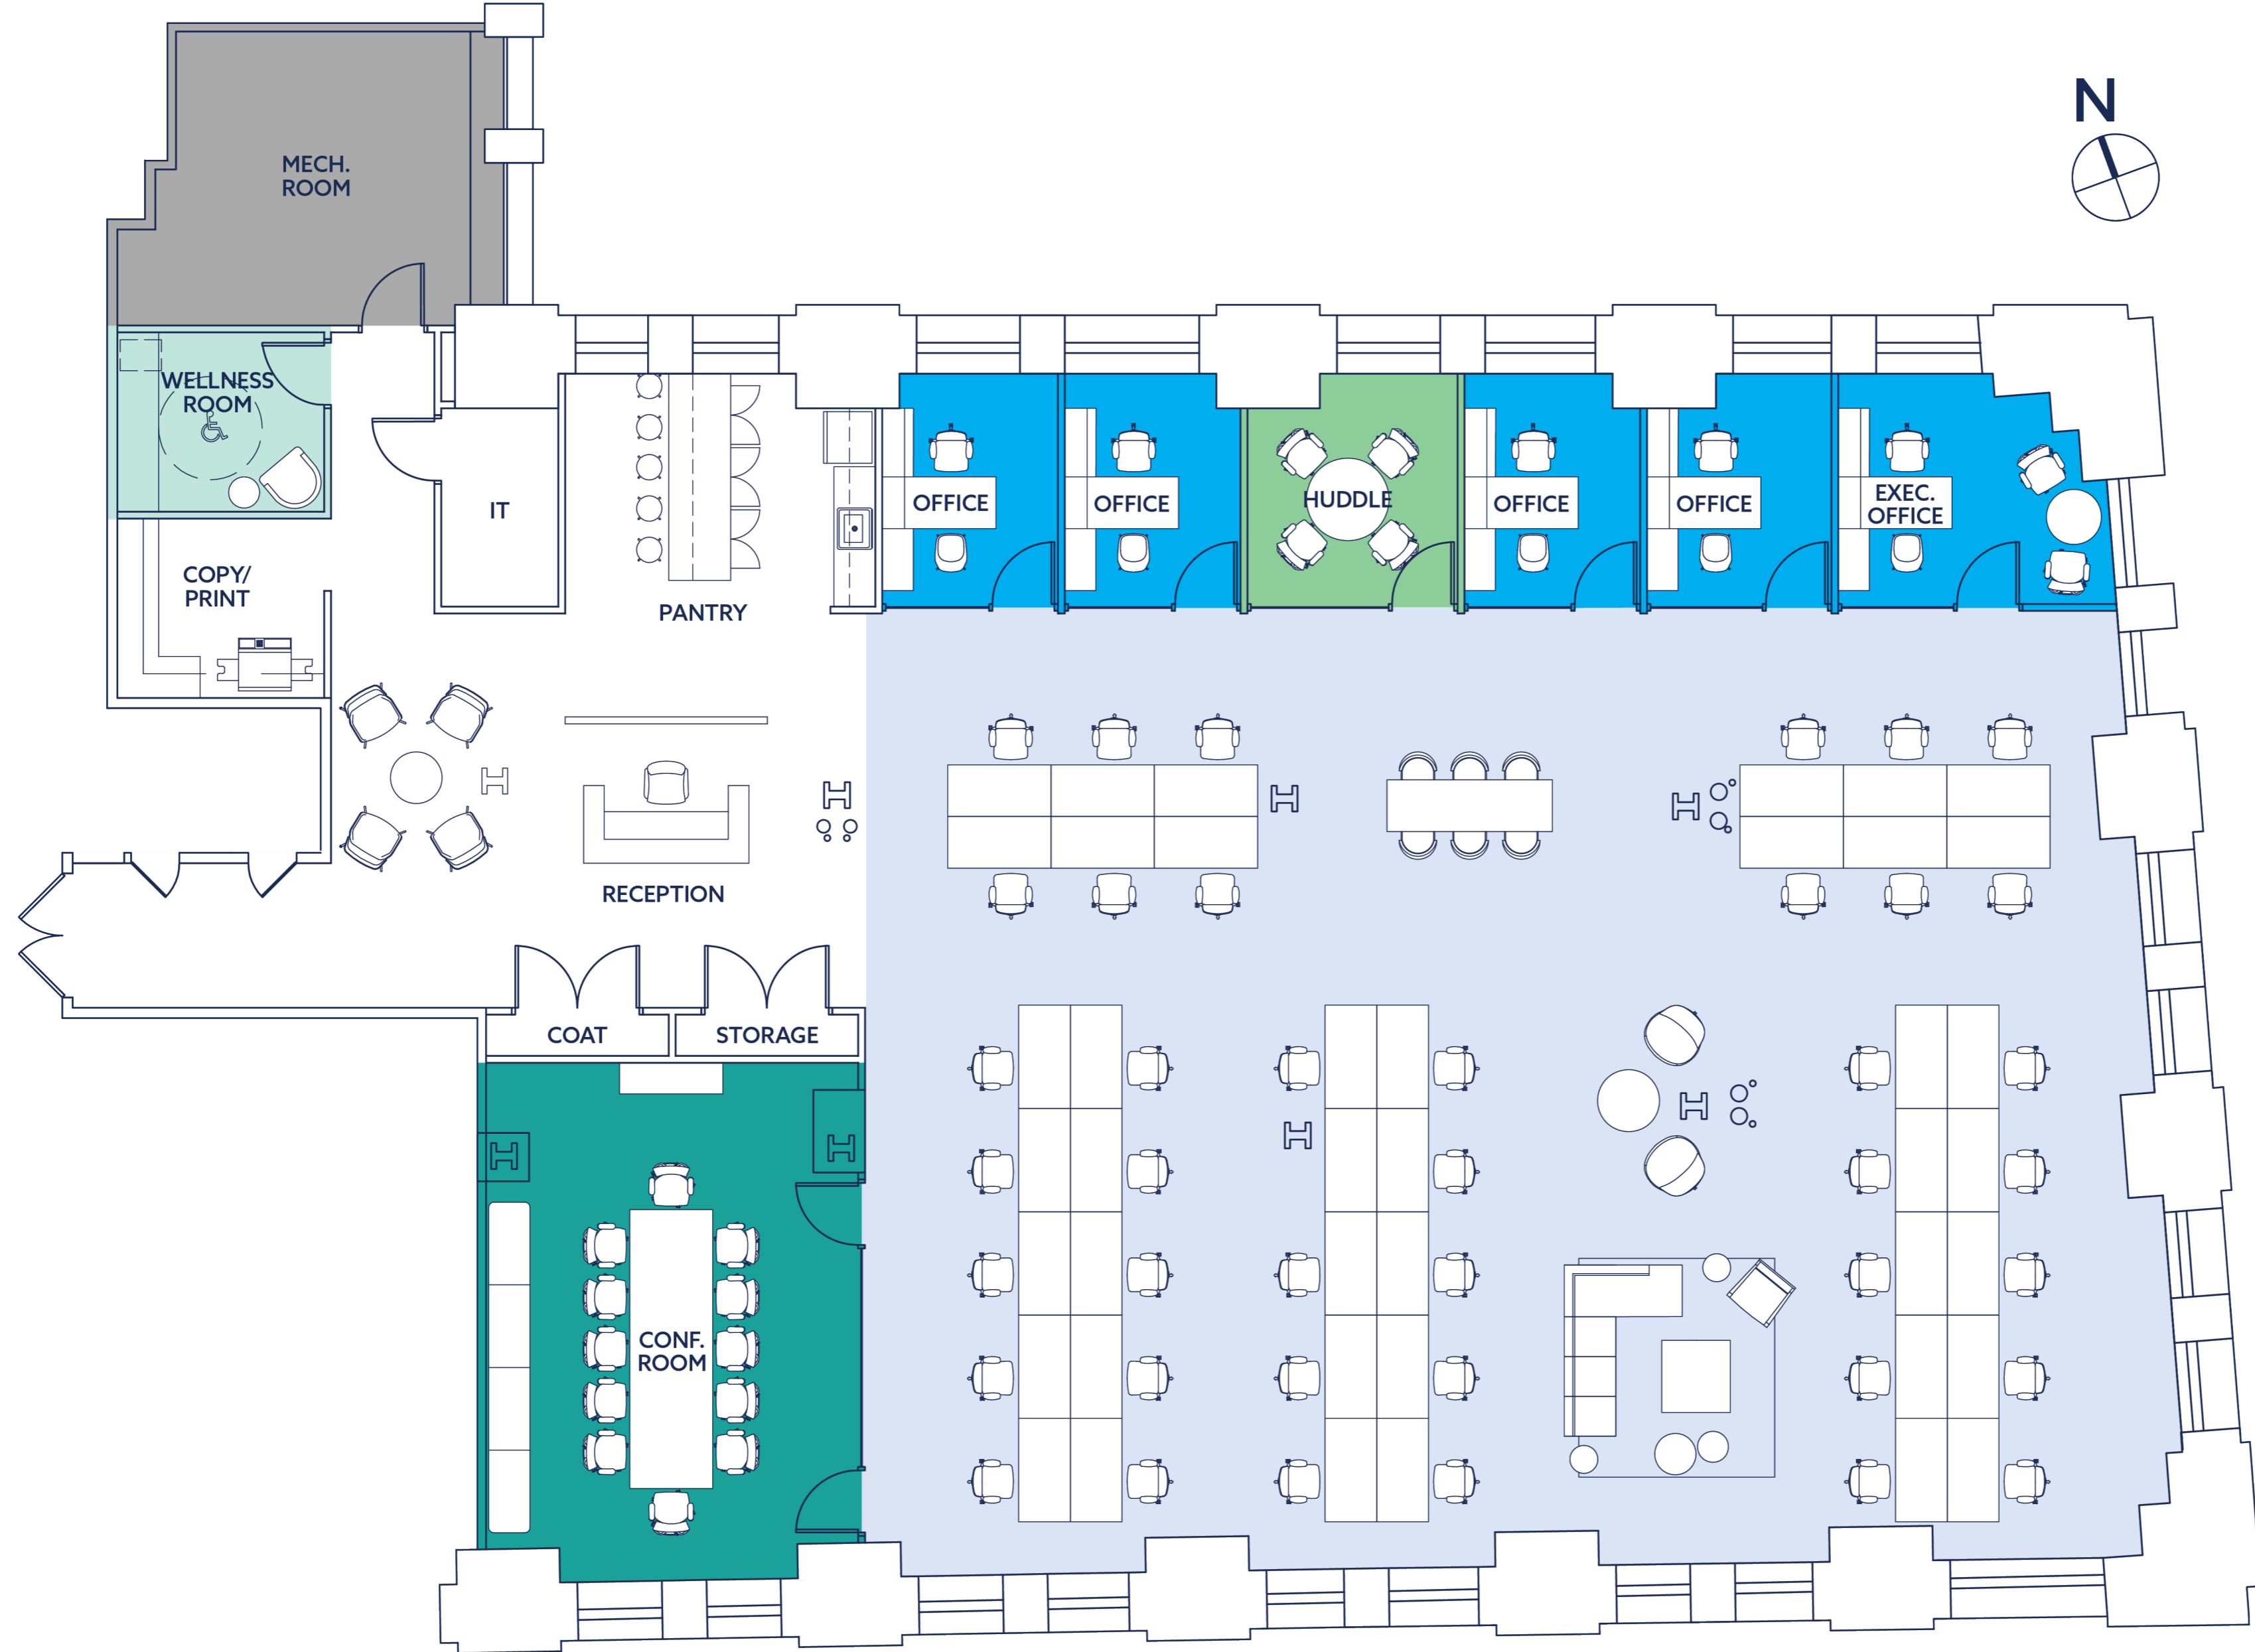 N
MECH.
ROOM
WELLNESS
ROOM
IT
COPY/
PRINT
PANTRY
OFFICE
OFFICE
HUDDLE
OFFICE
OFFICE
EXEC.
OFFICE
RECEPTION
COAT
STORAGE
CONF.
ROOM